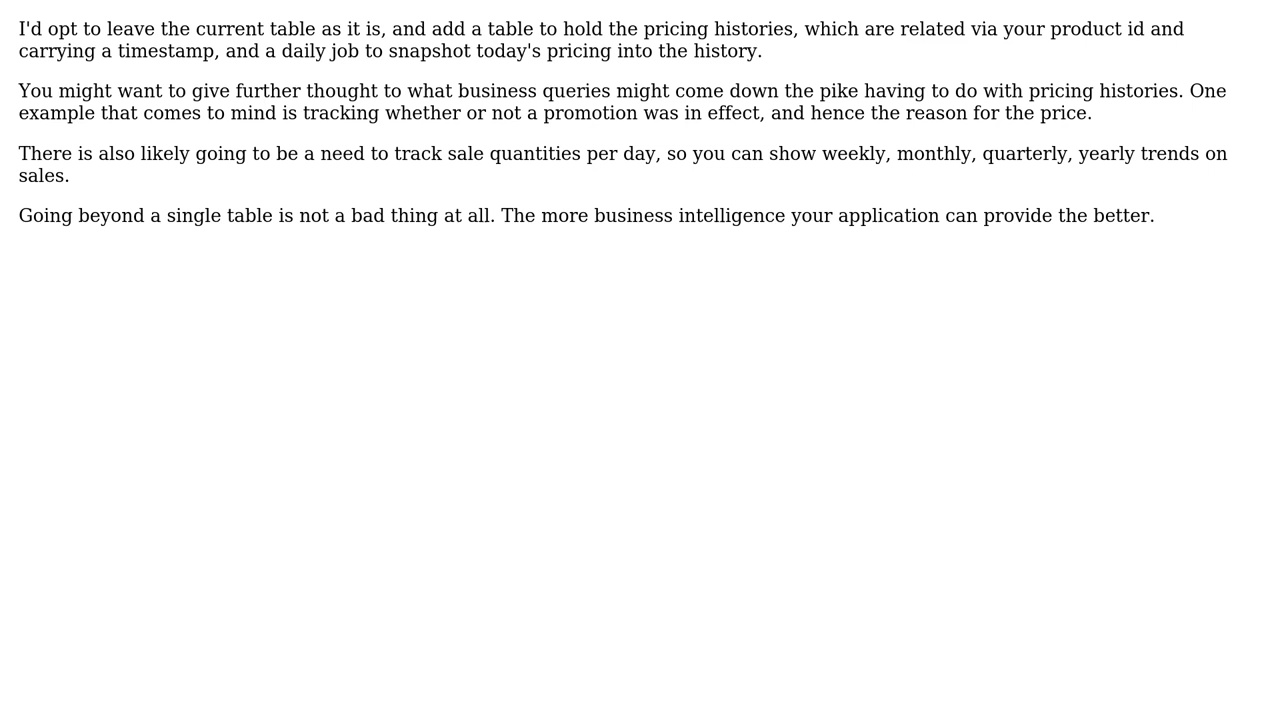 I'd opt to leave the current table as it is, and add a table to hold the pricing histories, which are related via your product id and
carrying a timestamp, and a daily job to snapshot today's pricing into the history.
You might want to give further thought to what business queries might come down the pike having to do with pricing histories. One
example that comes to mind is tracking whether or not a promotion was in effect, and hence the reason for the price.
There is also likely going to be a need to track sale quantities per day, so you can show weekly, monthly, quarterly, yearly trends on
sales.
Going beyond a single table is not a bad thing at all. The more business intelligence your application can provide the better.